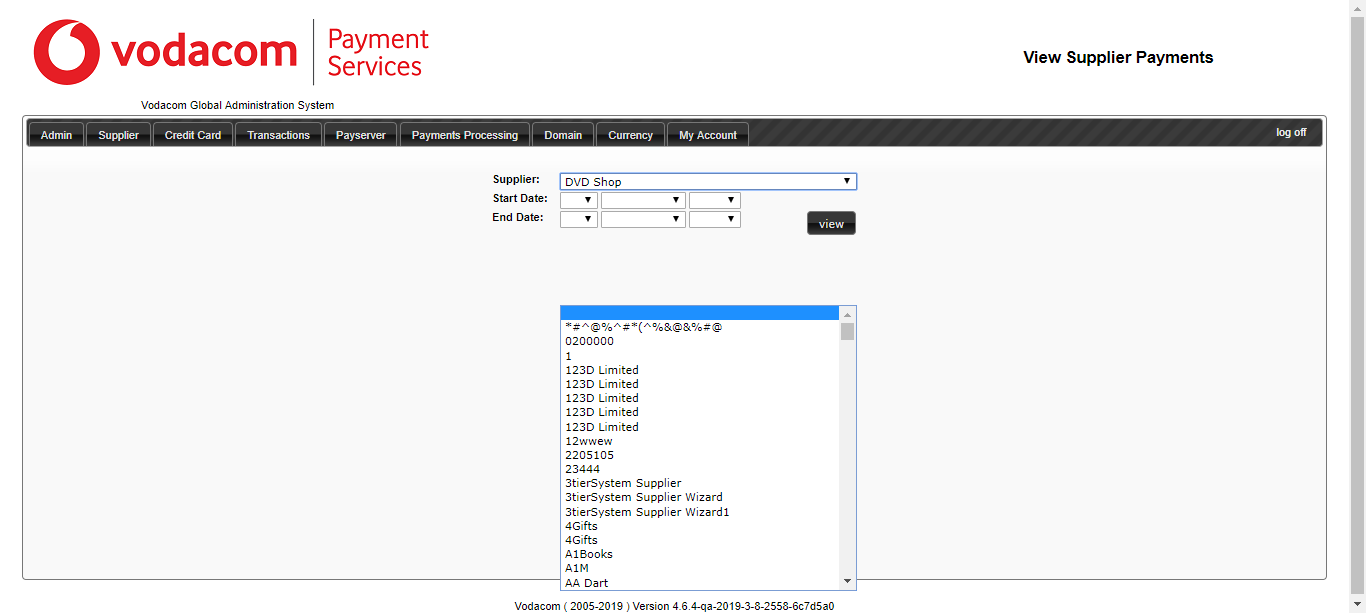 vodacom
Payment
Services
View Supplier Payments
Vodacom Global Administration System
Admin Supplier Credit Card Transactions Payserver Payments Processing Domain Currency My Account log off
Supplier: DVD Shop
Start Date:
End Date:
view
*#^@%^#*(^%&@&%#@
0200000
1
123D Limited
123D Limited
123D Limited
123D Limited
123D Limited
12wwew
2205105
23444
3tierSystem Supplier
3tierSystem Supplier Wizard
3tierSystem Supplier Wizard1
4Gifts
4Gifts
A1Books
A1M
AA Dart
Vodacom ( 2005-2019 ) Version 4.6.4-qa-2019-3-8-2558-6c7d5a0